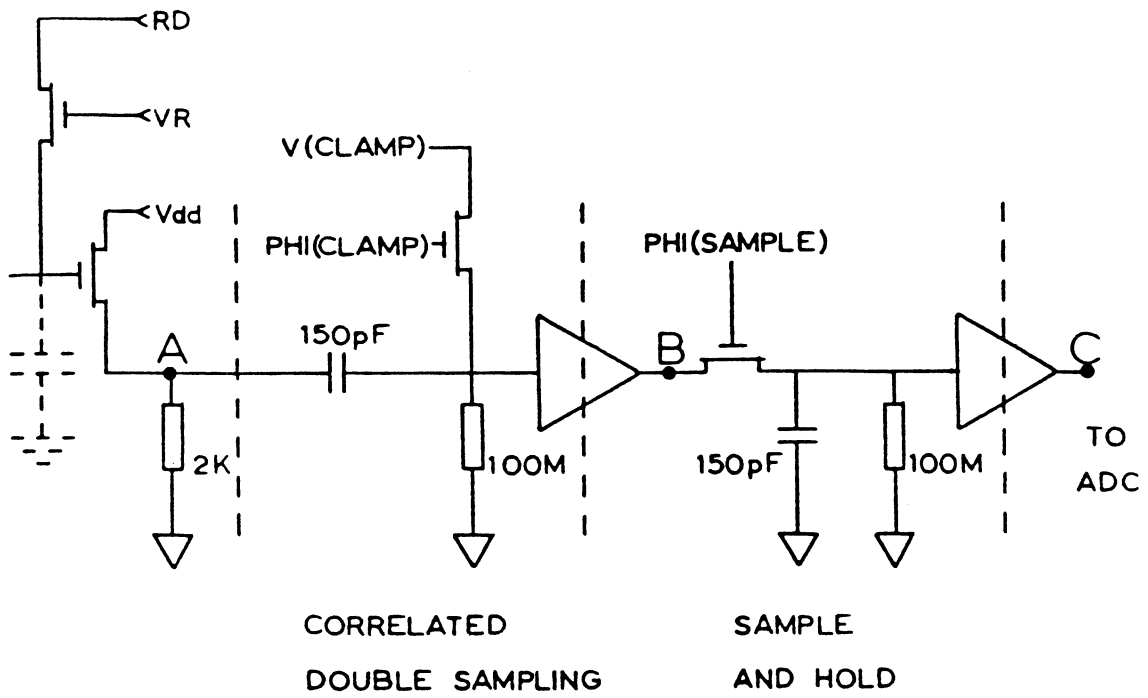 RD
VR
V(CLAMP)
Vdd
PHI(CLAMP)
PHI(SAMPLE)
150pF
A
B
C
2K
100M
150pF
100M
TO
ADC
CORRELATED
DOUBLE SAMPLING
SAMPLE
AND HOLD